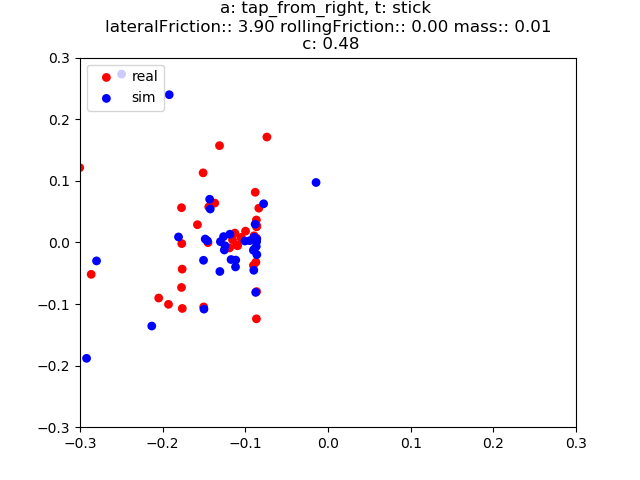 a: tap_from_right, t: stick
lateralFriction:: 3.90 rollingFriction:: 0.00 mass:: 0.01
c: 0.48
real
sim
0.3
0.2
0.1
0.0
−0.1
−0.2
−0.3
−0.3
−0.2
−0.1
0.0
0.1
0.2
0.3